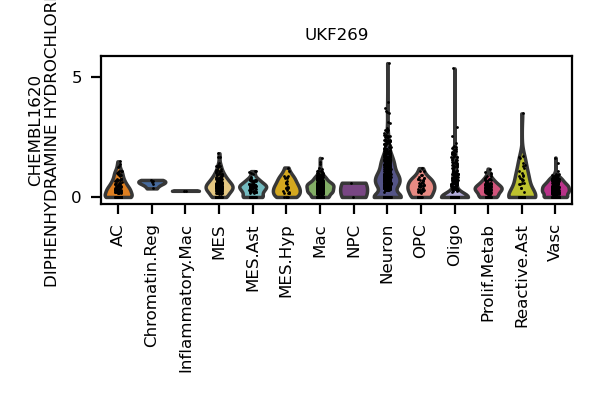 UKF269
CHEMBL1620
DIPHENHYDRAMINE HYDROCHLOR
5
0
AC
Chromatin.Reg
Inflammatory.Mac
MES
MES.Ast
MES.Hyp
Mac
NPC
Neuron
OPC
Oligo
Prolif.Metab
Reactive.Ast
Vasc